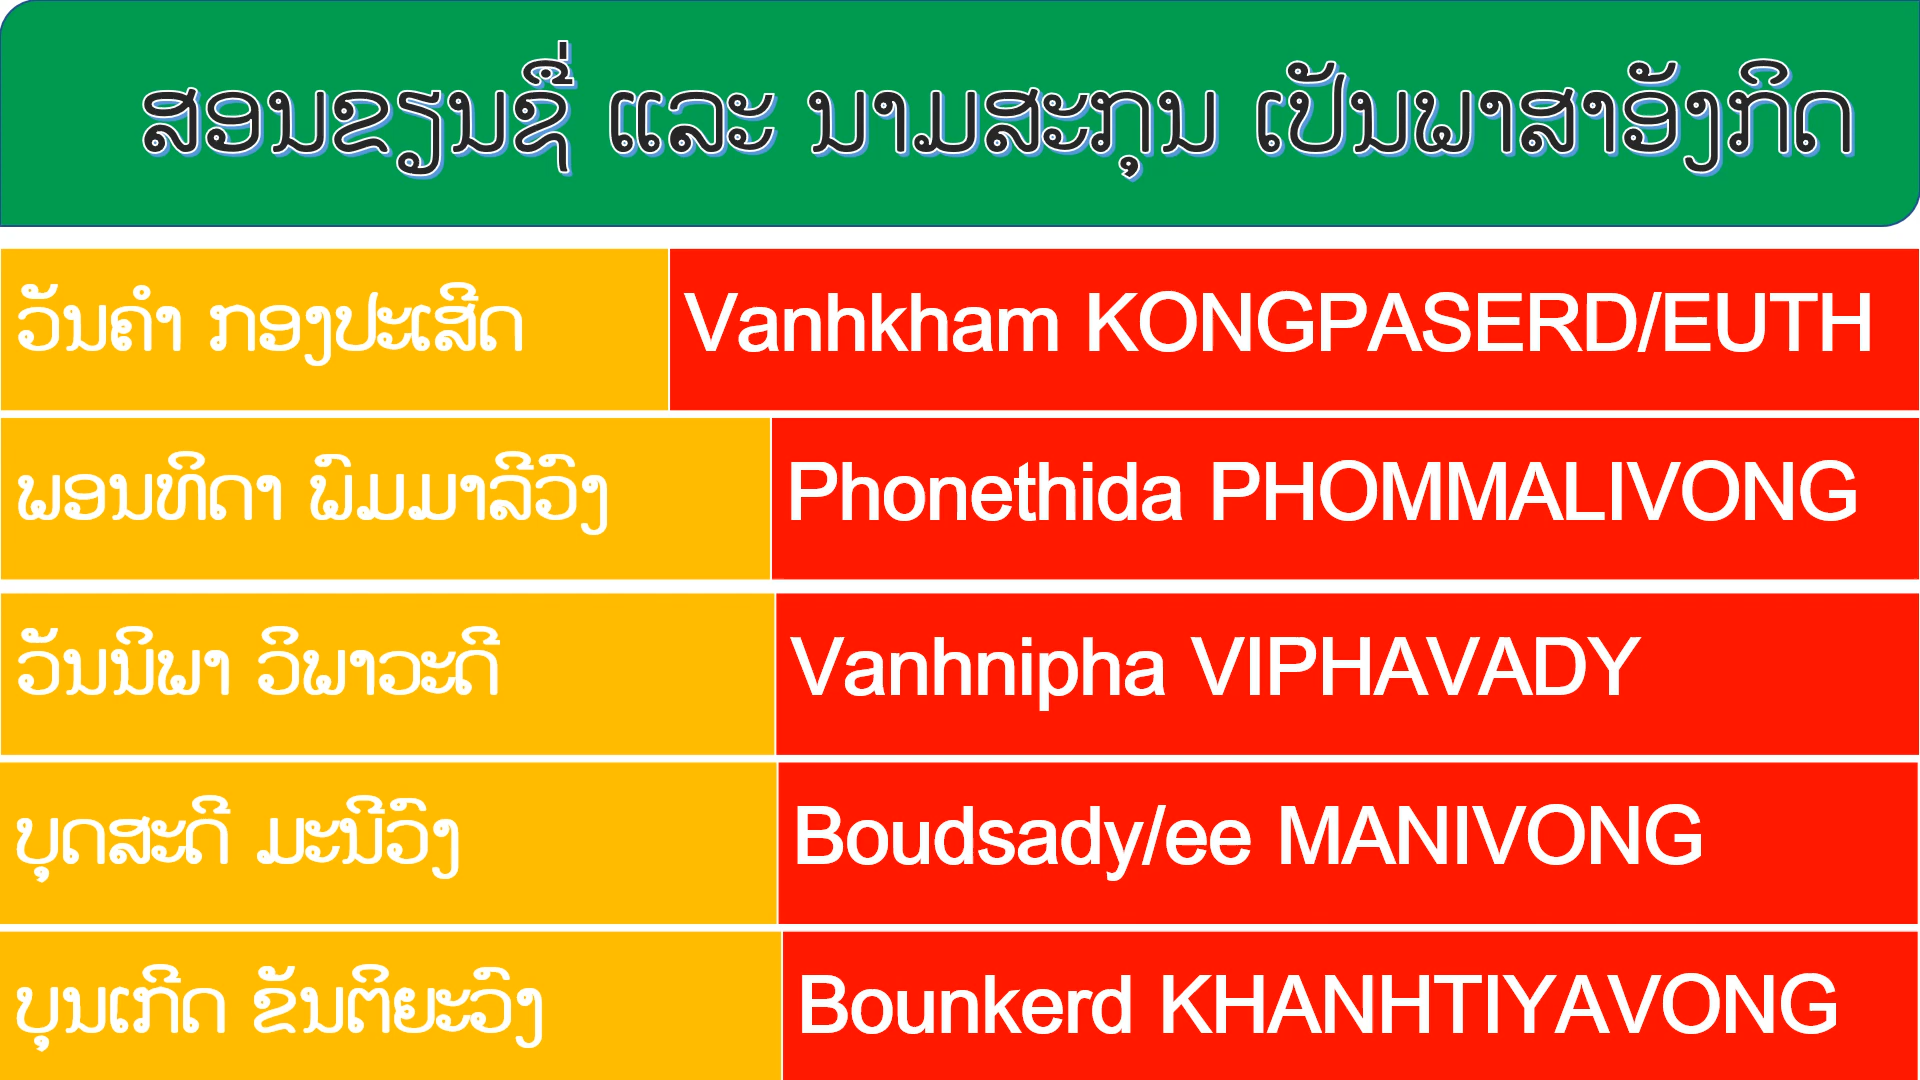 ສອນຂຽນຊື່ ແລະ ນາມສະກຸນ ເປັນພາສາອັງກິດ
ວັນຄຳ ກອງປະເສີດ Vanhkham KONGPASERD/EUTH
ພອນທິດາ ພົມມາລີວົງ Phonethida PHOMMALIVONG
ວັນນິພາ ວິພາວະດີ Vanhnipha VIPHAVADY
ບຸດສະດີ ມະນີວົງ Boudsady/ee MANIVONG
ບຸນເກີດ ຂັນຕິຍະວົງ Bounkerd KHANHTIYAVONG